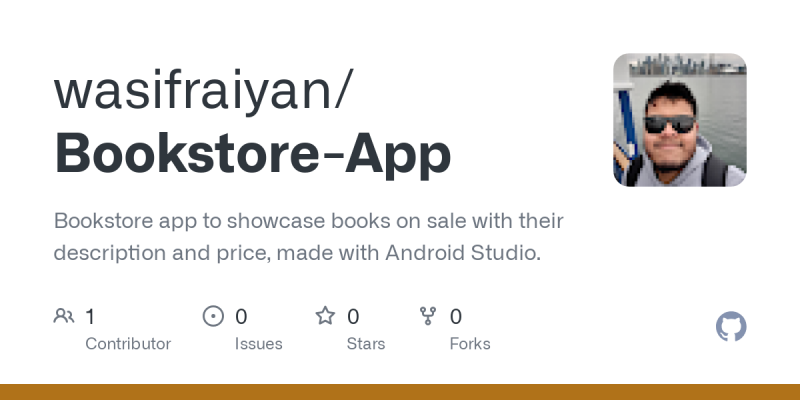 wasifraiyan/
Bookstore-App
Bookstore app to showcase books on sale with their
description and price, made with Android Studio.
1
Contributor
0
Issues
0
Stars
0
Forks